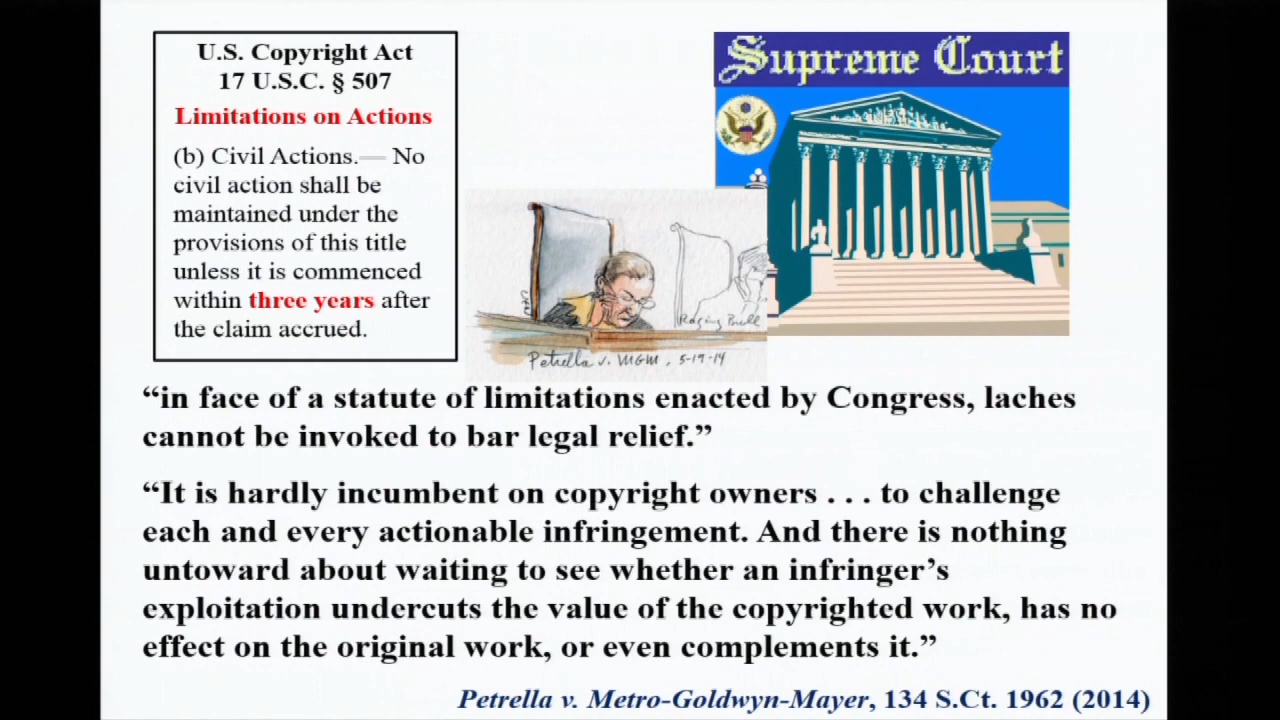 U.S. Copyright Act
17 U.S.C. § 507
Limitations on Actions
(b) Civil Actions.— No
civil action shall be
maintained under the
provisions of this title
unless it is commenced
within three years after
the claim accrued.
Supreme Court
Raging Bull
Petrella v. MGM, 5-19-14
“in face of a statute of limitations enacted by Congress, laches
cannot be invoked to bar legal relief.”
“It is hardly incumbent on copyright owners . . . to challenge
each and every actionable infringement. And there is nothing
untoward about waiting to see whether an infringer’s
exploitation undercuts the value of the copyrighted work, has no
effect on the original work, or even complements it.”
Petrella v. Metro-Goldwyn-Mayer, 134 S.Ct. 1962 (2014)